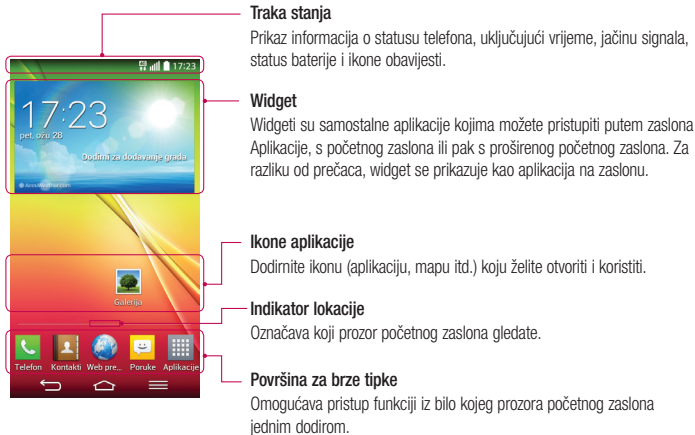 Traka stanja
Prikaz informacija o statusu telefona, uključujući vrijeme, jačinu signala,
status baterije i ikone obavijesti.
17:23
Widget
Widgeti su samostalne aplikacije kojima možete pristupiti putem zaslona
Aplikacije, s početnog zaslona ili pak s proširenog početnog zaslona. Za
razliku od prečaca, widget se prikazuje kao aplikacija na zaslonu.
17:23
pet, ožu 28
Dodirni za dodavanje grada
AccuWeather.com
Ikone aplikacije
Dodirnite ikonu (aplikaciju, mapu itd.) koju želite otvoriti i koristiti.
Galerija
Indikator lokacije
Označava koji prozor početnog zaslona gledate.
Telefon Kontakti Web pre... Poruke Aplikacije
Površina za brze tipke
Omogućava pristup funkciji iz bilo kojeg prozora početnog zaslona
jednim dodirom.